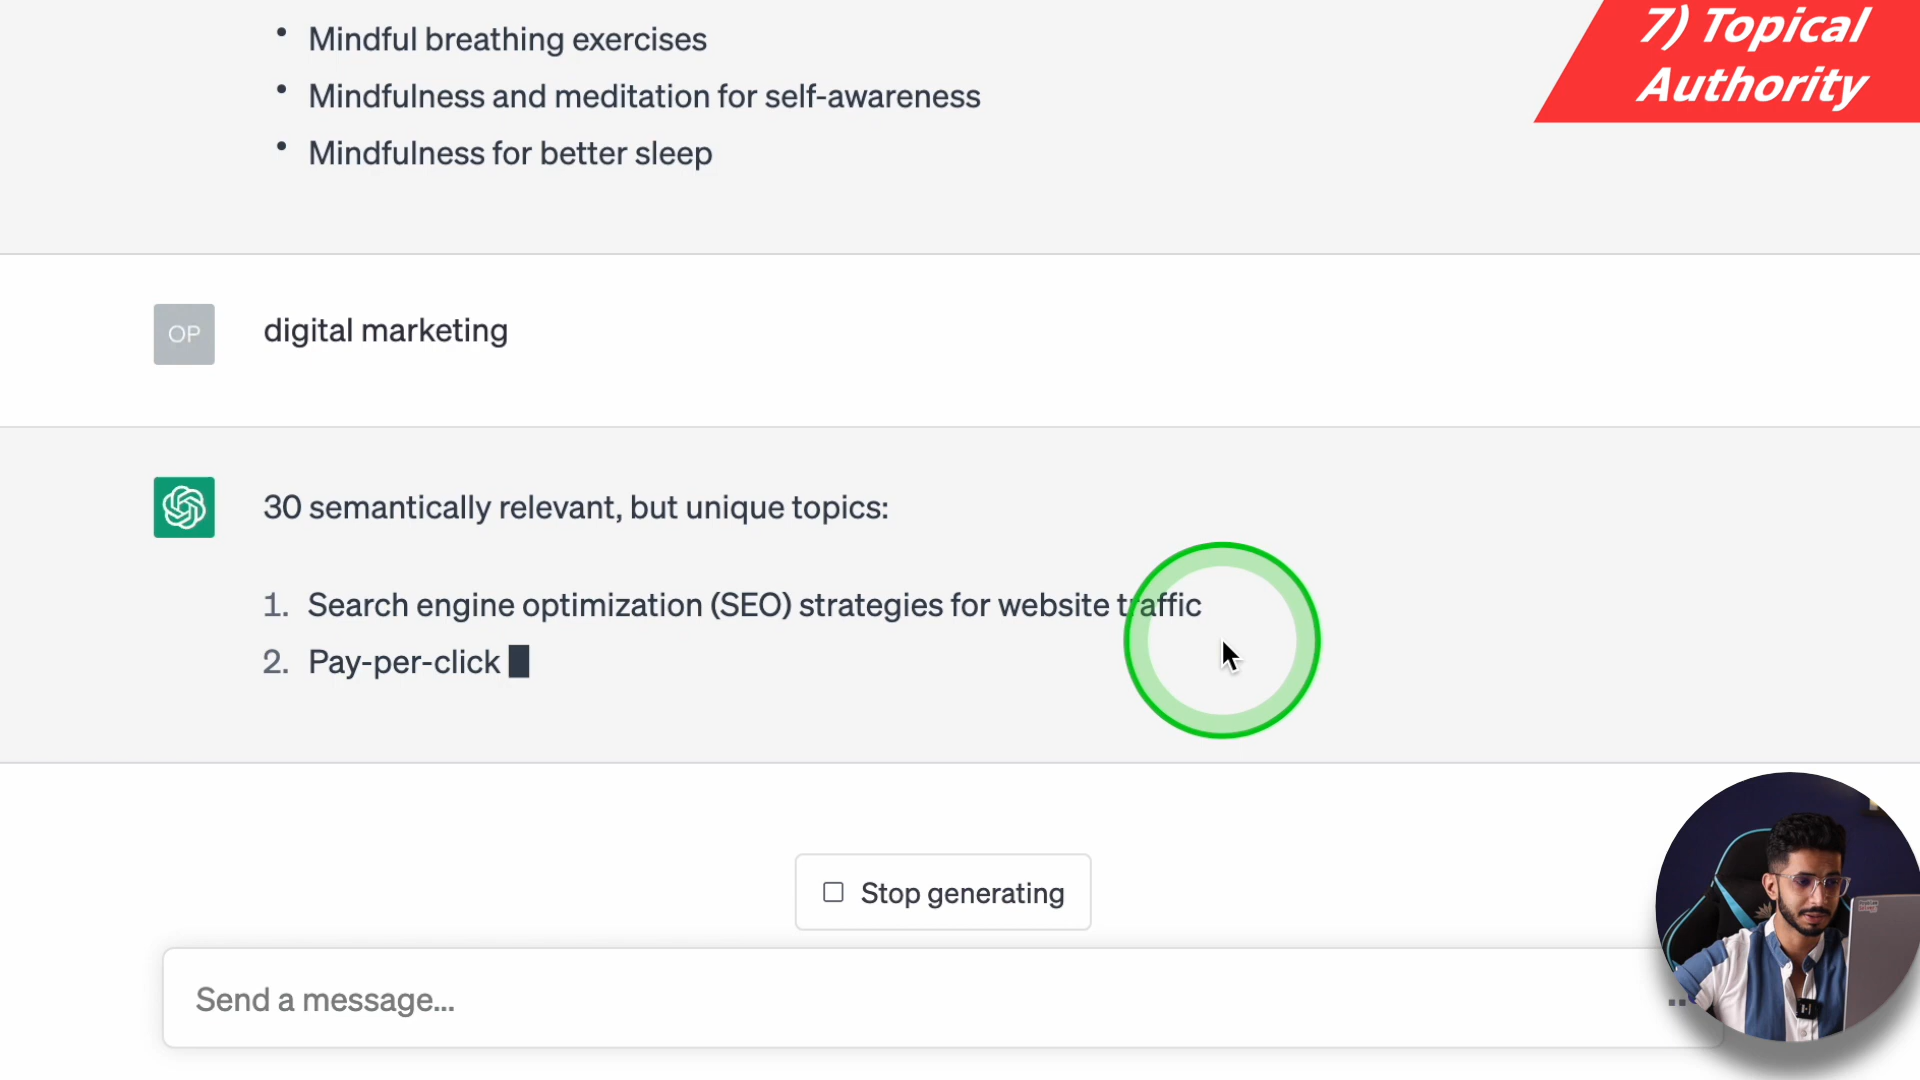 7) Topical
Authority
• Mindful breathing exercises
• Mindfulness and meditation for self-awareness
• Mindfulness for better sleep
OP
digital marketing
30 semantically relevant, but unique topics:
1. Search engine optimization (SEO) strategies for website traffic
2. Pay-per-click
Stop generating
Send a message...